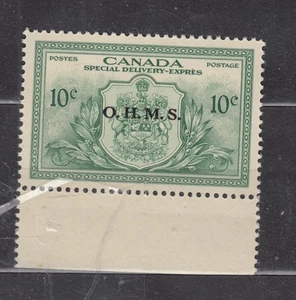 CANADA
POSTES POSTAGE
SPECIAL DELIVERY-EXPRÈS
10c 10c
O.H.M.S.